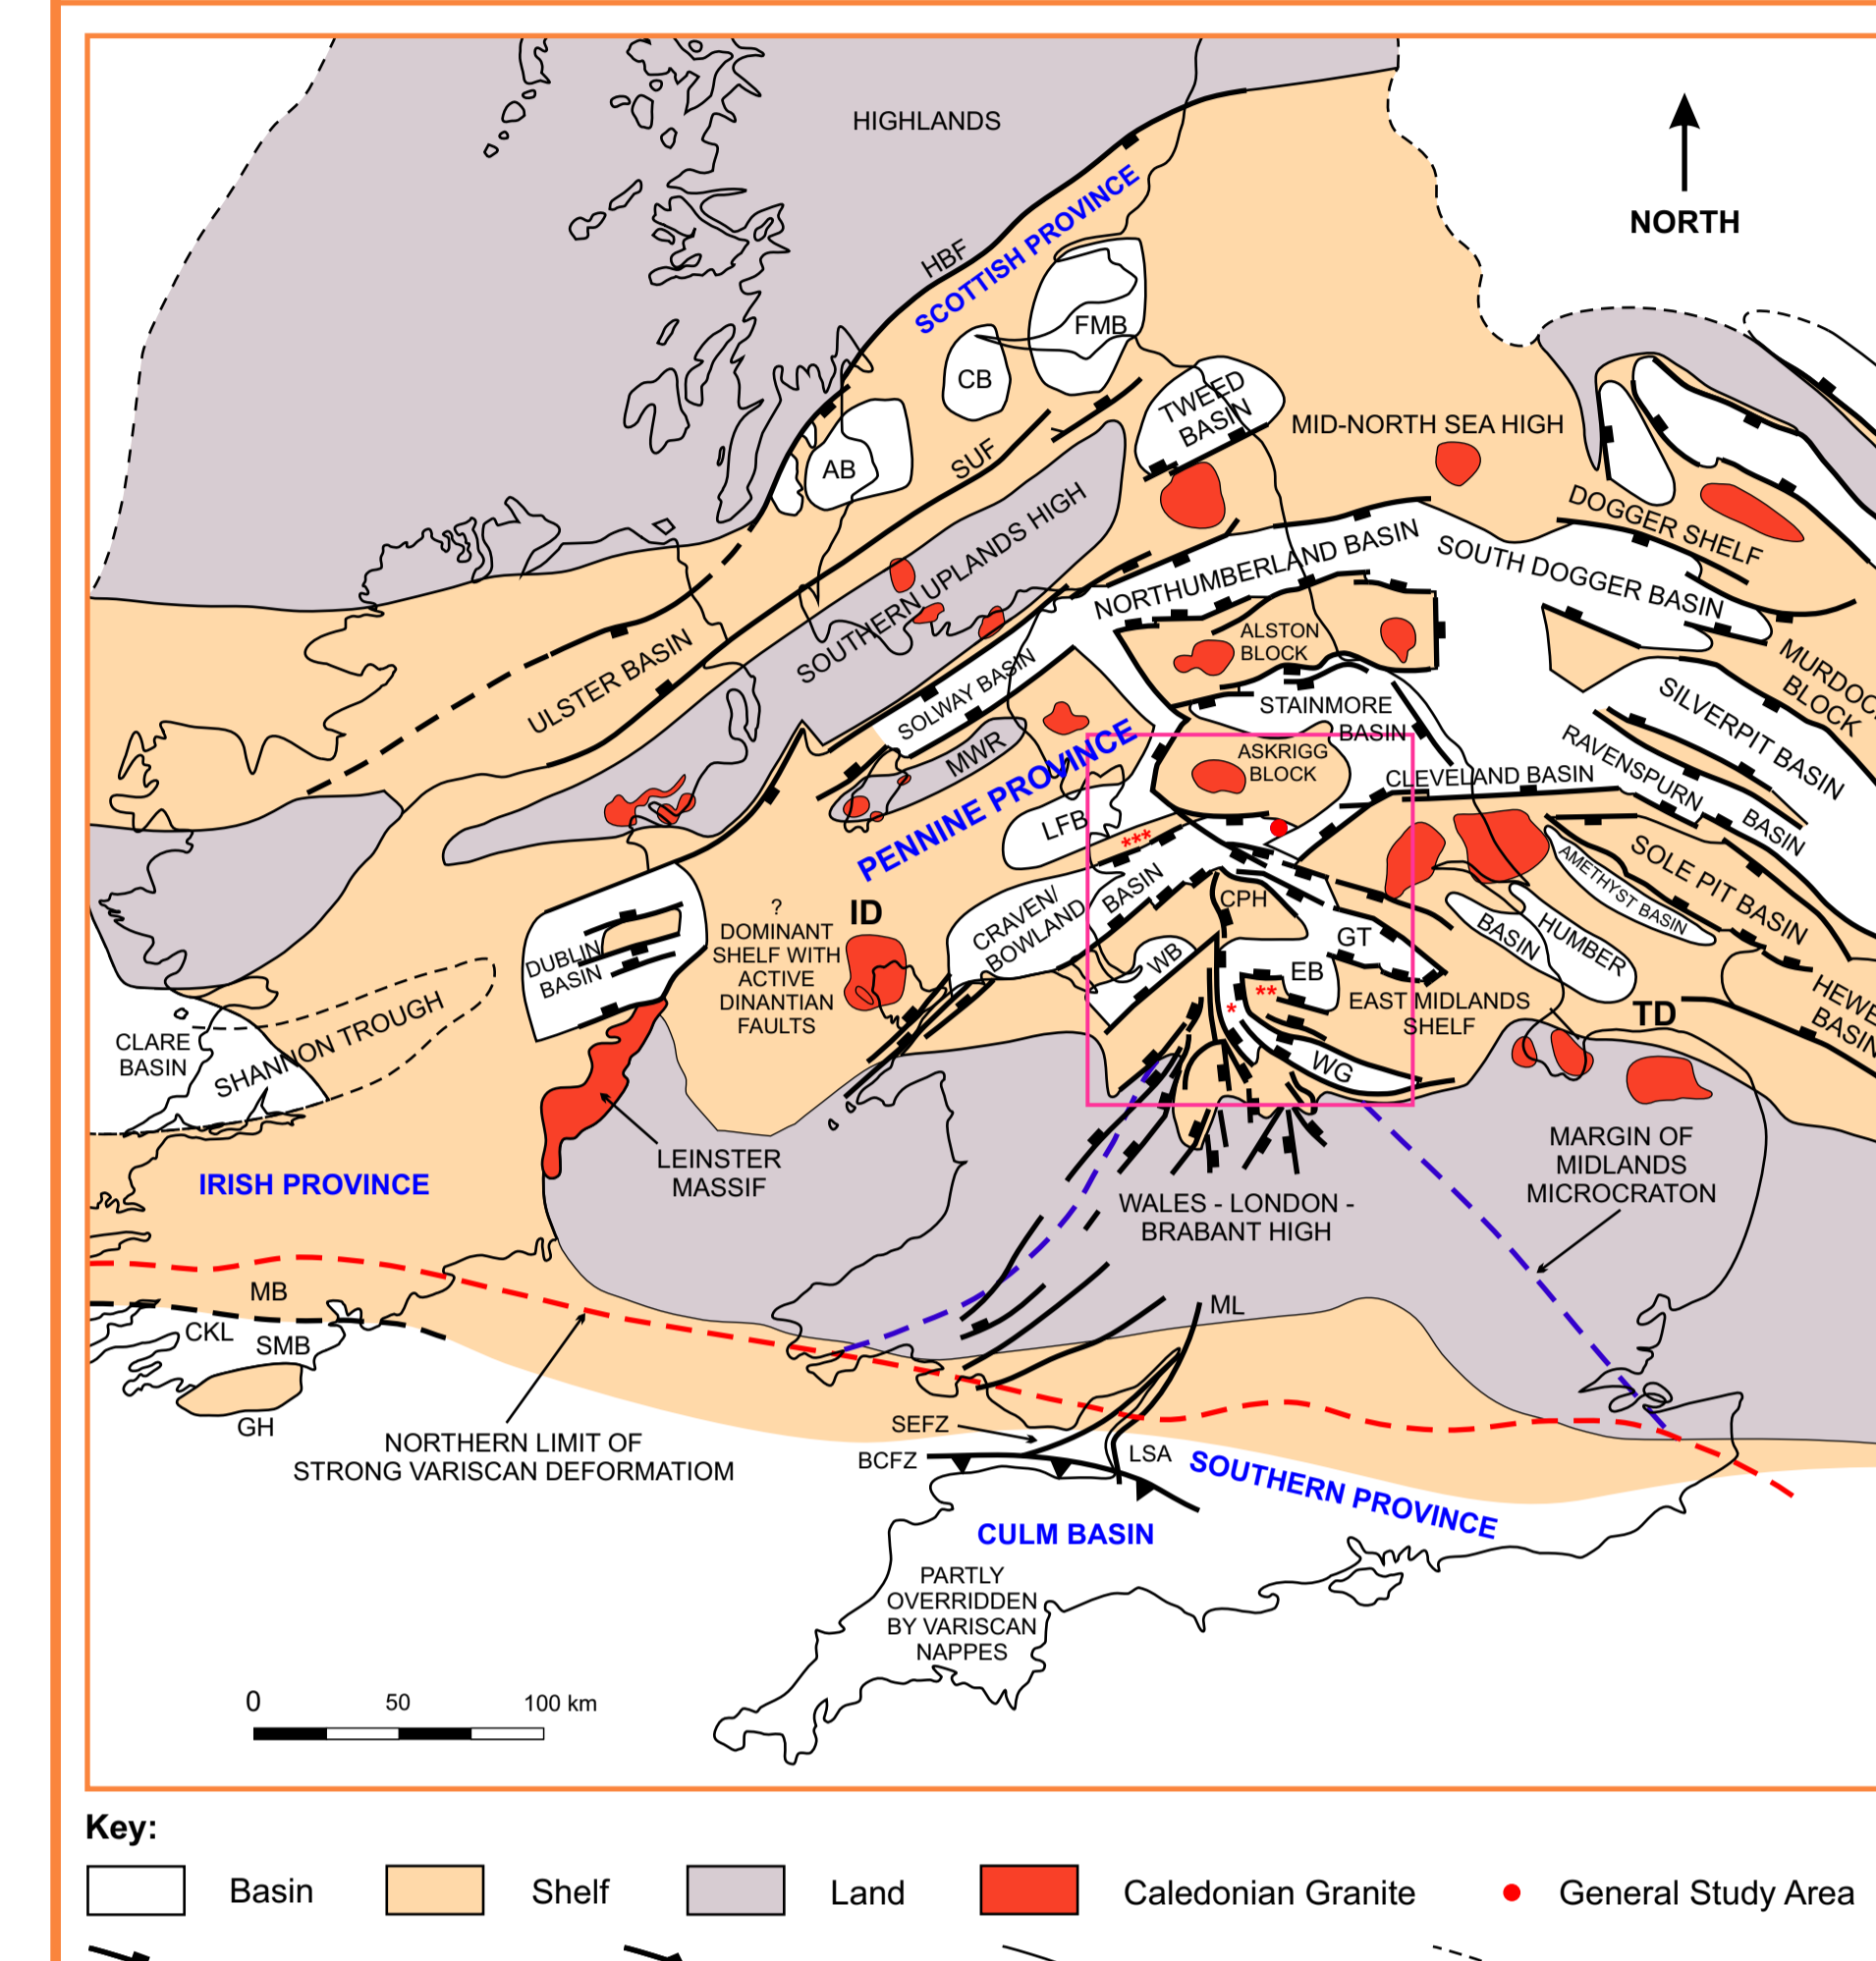 HIGHLANDS
NORTH
HBF
SCOTTISH PROVINCE
FMB
CB
TWEED
BASIN
MID-NORTH SEA HIGH
AB
SUF
DOGGER SHELF
SOUTHERN UPLANDS HIGH
NORTHUMBERLAND BASIN
SOUTH DOGGER BASIN
ULSTER BASIN
ALSTON
BLOCK
SOLWAY BASIN
STAINMORE
BASIN
SILVERPIT BASIN
MWR
PENNINE PROVINCE
ASKRIGG
BLOCK
CLEVELAND BASIN
RAVENSPURN
BASIN
LFB
***
SOLE PIT BASIN
AMETHYST BASIN
CRAVEN/
BOWLAND
BASIN
CPH
GT
HUMBER
BASIN
?
DOMINANT
SHELF WITH
ACTIVE
DINANTIAN
FAULTS
ID
DUBLIN
BASIN
WB
EB
**
*
EAST MIDLANDS
SHELF
TD
BASIN
CLARE
BASIN
SHANNON TROUGH
WG
LEINSTER
MASSIF
MARGIN OF
MIDLANDS
MICROCRATON
IRISH PROVINCE
WALES - LONDON -
BRABANT HIGH
MB
CKL
SMB
GH
ML
NORTHERN LIMIT OF
STRONG VARISCAN DEFORMATIOM
SEFZ
BCFZ
LSA
SOUTHERN PROVINCE
CULM BASIN
PARTLY
OVERRIDDEN
BY VARISCAN
NAPPES
0 50 100 km
Key:
Basin Shelf Land Caledonian Granite General Study Area